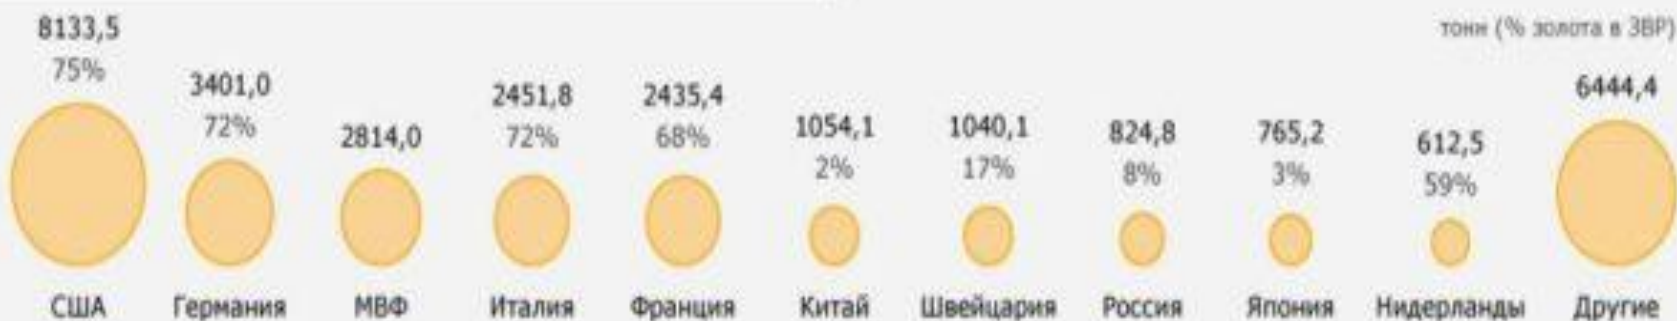 тонн (% золота в ЗВР)
8133,5
75%
США
3401,0
72%
Германия
2814,0
МВФ
2451,8
72%
Италия
2435,4
68%
Франция
1054,1
2%
Китай
1040,1
17%
Швейцария
824,8
8%
Россия
765,2
3%
Япония
612,5
59%
Нидерланды
6444,4
Другие